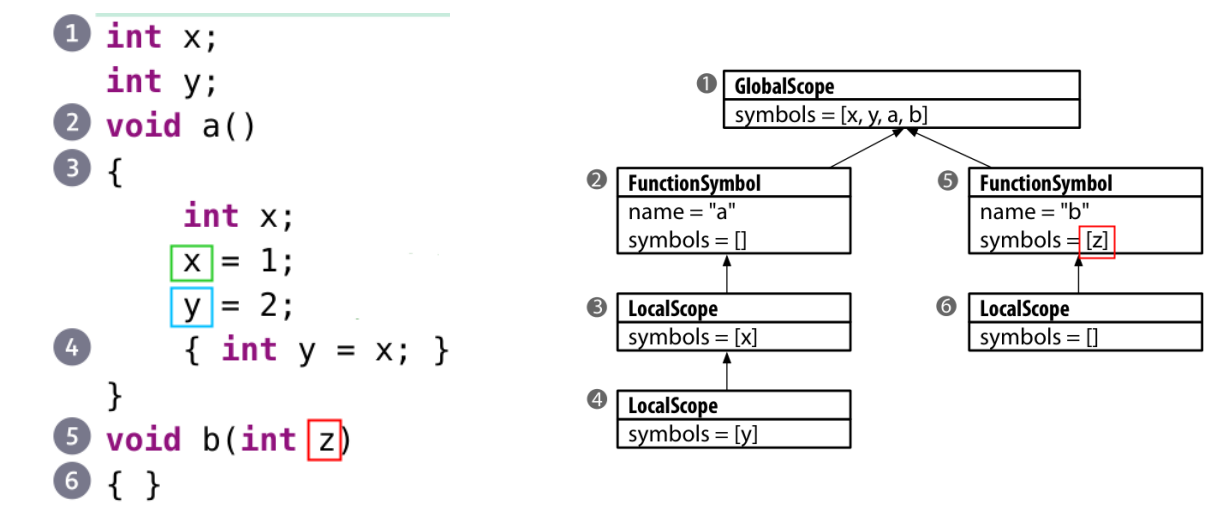 1 int x;
int y;
2 void a()
3 {
int x;
x = 1;
y = 2;
4 { int y = x; }
}
5 void b(int z)
6 { }
1 GlobalScope
symbols = [x, y, a, b]
2 FunctionSymbol
name = "a"
symbols = []
5 FunctionSymbol
name = "b"
symbols = [z]
3 LocalScope
symbols = [x]
6 LocalScope
symbols = []
4 LocalScope
symbols = [y]